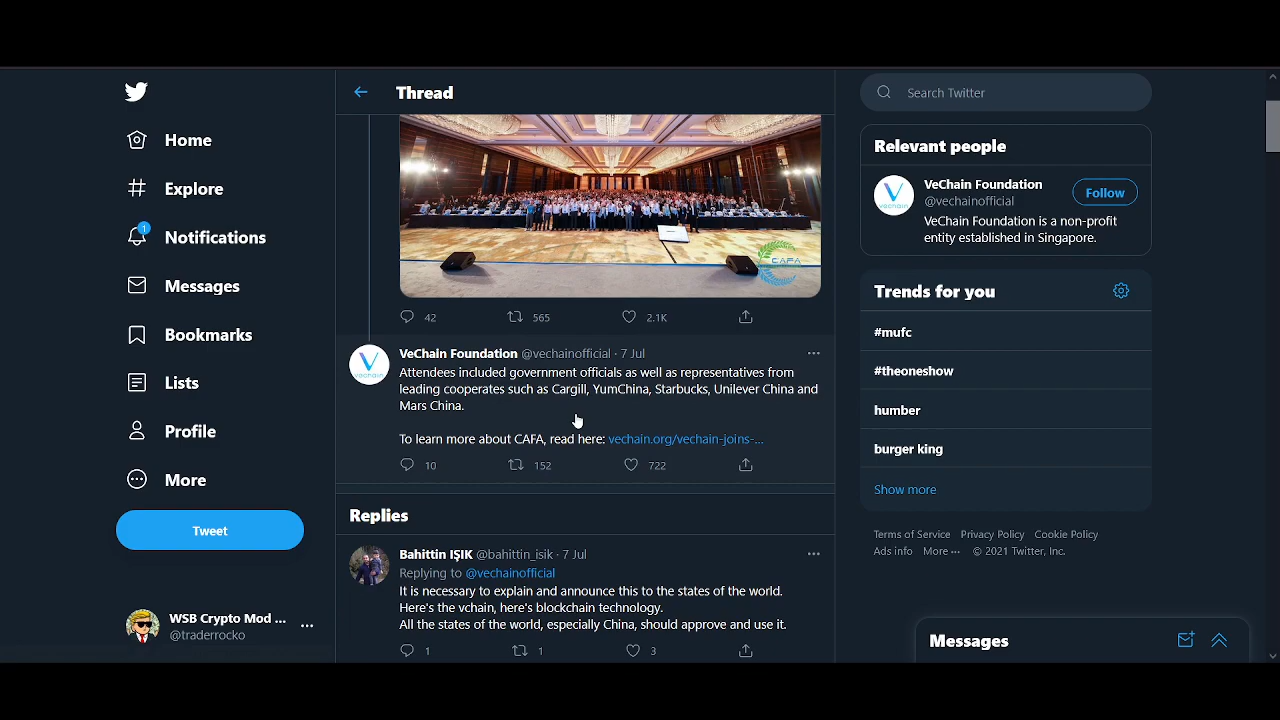 Thread
Search Twitter
Home
Explore
1
Notifications
Messages
Bookmarks
Lists
Profile
More
Tweet
WSB Crypto Mod ...
@traderrocko
CAFA
42
565
2.1K
vechain
VeChain Foundation @vechainofficial · 7 Jul
Attendees included government officials as well as representatives from
leading cooperates such as Cargill, YumChina, Starbucks, Unilever China and
Mars China.
To learn more about CAFA, read here: vechain.org/vechain-joins-...
10
152
722
Replies
Bahittin IŞIK @bahittin_isik · 7 Jul
Replying to @vechainofficial
It is necessary to explain and announce this to the states of the world.
Here's the vchain, here's blockchain technology.
All the states of the world, especially China, should approve and use it.
1
1
3
Relevant people
vechain
VeChain Foundation
@vechainofficial
Follow
VeChain Foundation is a non-profit
entity established in Singapore.
Trends for you
#mufc
#theoneshow
humber
burger king
Show more
Terms of Service Privacy Policy Cookie Policy
Ads info More ··· © 2021 Twitter, Inc.
Messages